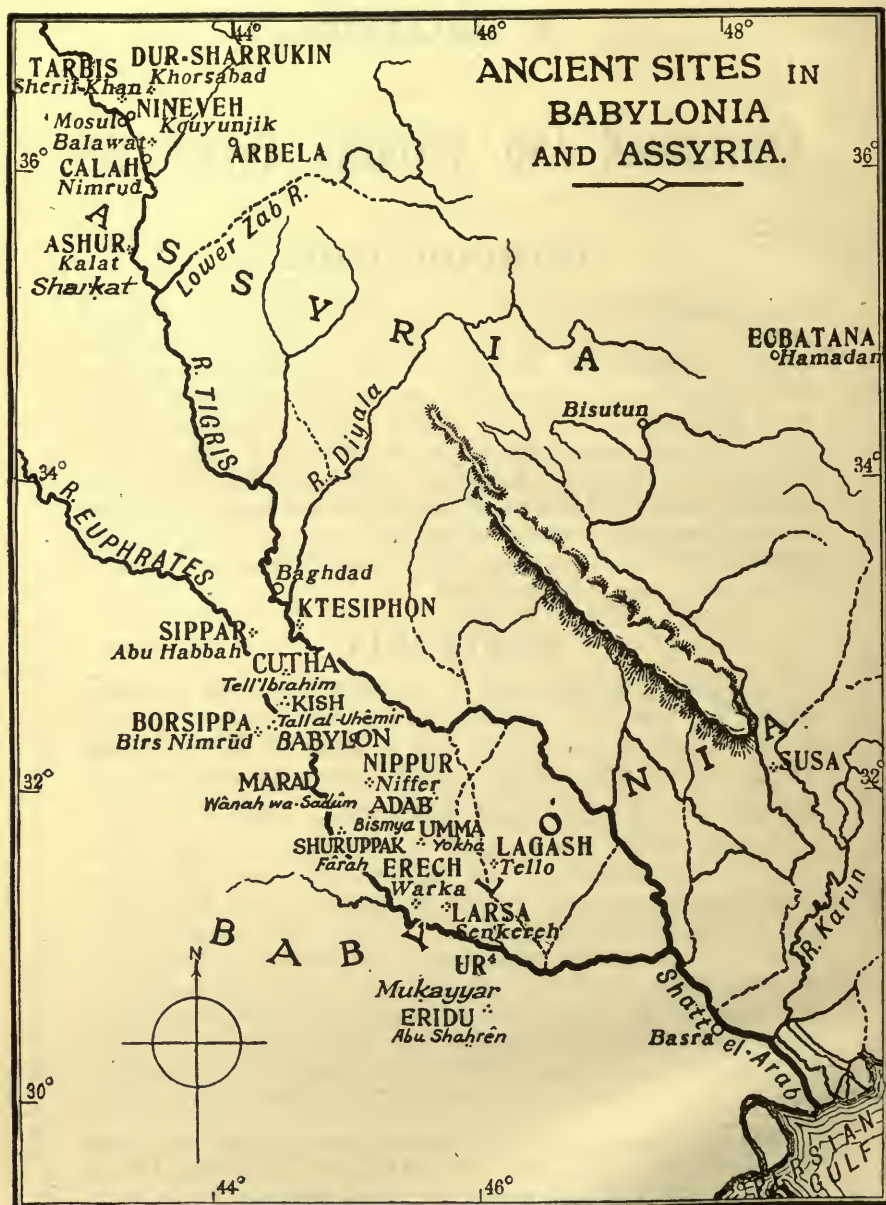 44°
46°
48°
ANCIENT SITES IN
BABYLONIA
AND ASSYRIA.
TARBIS
Sherif Khan
DUR-SHARRUKIN
Khorsabad
NINEVEH
Kouyunjik
Mosul
Balawat
36°
CALAH
Nimrud
ARBELA
36°
ASHUR
Kalat
Sharkat
Lower Zab R.
ASSYRIA
R. TIGRIS
R. Diyala
ECBATANA
Hamadan
Bisutun
34°
34°
R. EUPHRATES
Baghdad
KTESIPHON
SIPPAR
Abu Habbah
CUTHA
Tell Ibrahim
KISH
Tall al-Uhêmir
BORSIPPA
Birs Nimrûd
BABYLON
NIPPUR
Niffer
SUSA
32°
32°
MARAD
Wânah wa-Sadûm
ADAB
Bismya
UMMA
Yokha
SHURUPPAK
Fârah
LAGASH
Tello
ERECH
Warka
LARSA
Senkereh
BABYLONIA
UR
Mukayyar
ERIDU
Abu Shahrên
R. Karun
Shatt el-Arab
Basra
N
30°
30°
PERSIAN
GULF
44°
46°